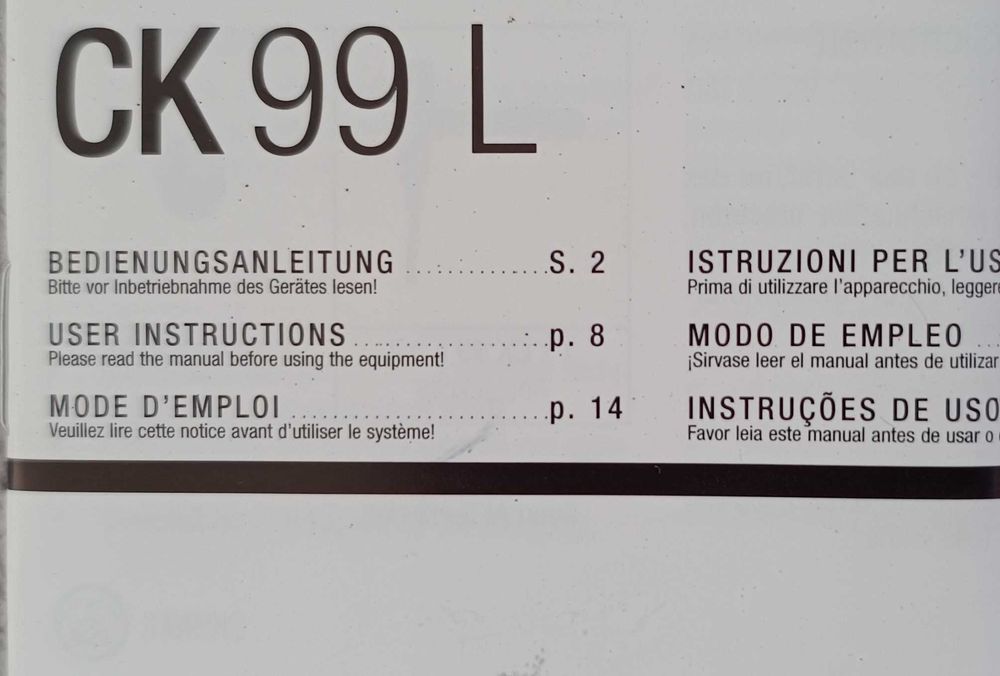 CK 99 L
BEDIENUNGSANLEITUNG ............... S. 2
Bitte vor Inbetriebnahme des Gerätes lesen!
USER INSTRUCTIONS .................... p. 8
Please read the manual before using the equipment!
MODE D'EMPLOI .......................... p. 14
Veuillez lire cette notice avant d'utiliser le système!
ISTRUZIONI PER L'US
Prima di utilizzare l'apparecchio, legger
MODO DE EMPLEO ...
¡Sirvase leer el manual antes de utilizar
INSTRUÇÕES DE USO
Favor leia este manual antes de usar o